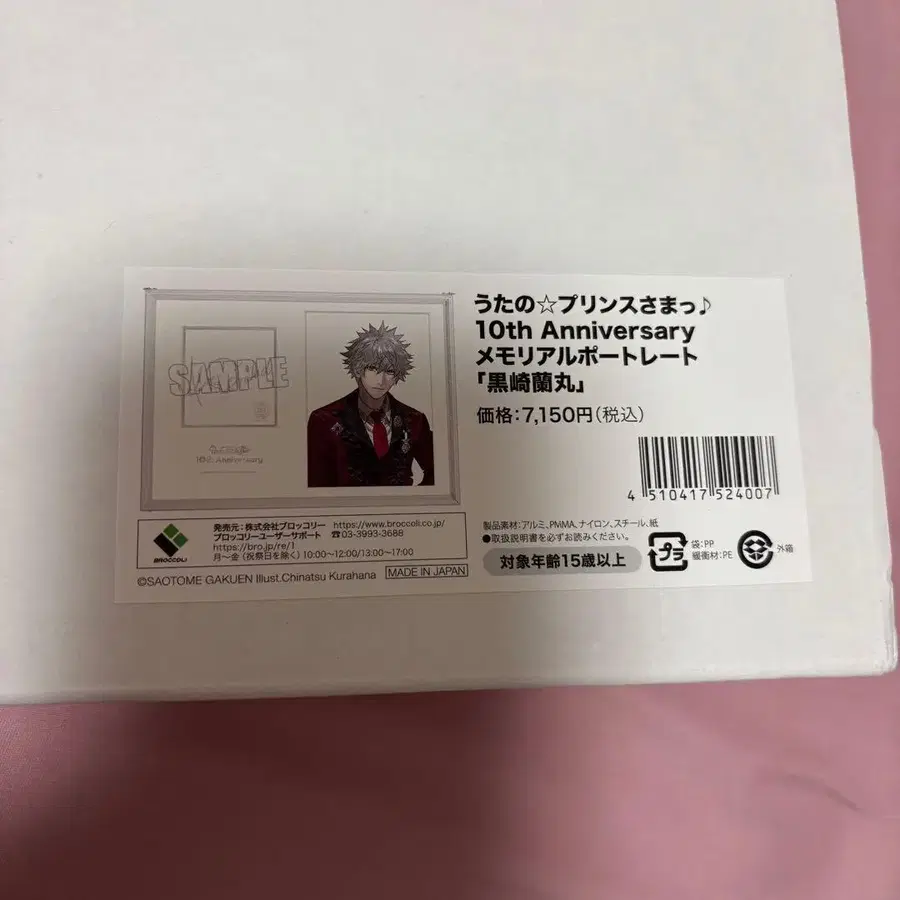 うたの☆プリンスさまっ♪
10th Anniversary
メモリアルポートレート
「黒崎蘭丸」
価格:7,150円(税込)
4 510417 524007
SAMPLE
10th Anniversary
製品素材:アルミ、PMMA、ナイロン、スチール、紙
●取扱説明書を必ずお読みください。
対象年齢15歳以上
プラ
袋:PP
緩衝材:PE
外箱
BROCCOLI
発売元:株式会社ブロッコリー https://www.broccoli.co.jp/
ブロッコリーユーザーサポート ☎03-3993-3688
https://bro.jp/re/1
月〜金(祝祭日を除く)10:00〜12:00/13:00〜17:00
©SAOTOME GAKUEN Illust.Chinatsu Kurahana
MADE IN JAPAN